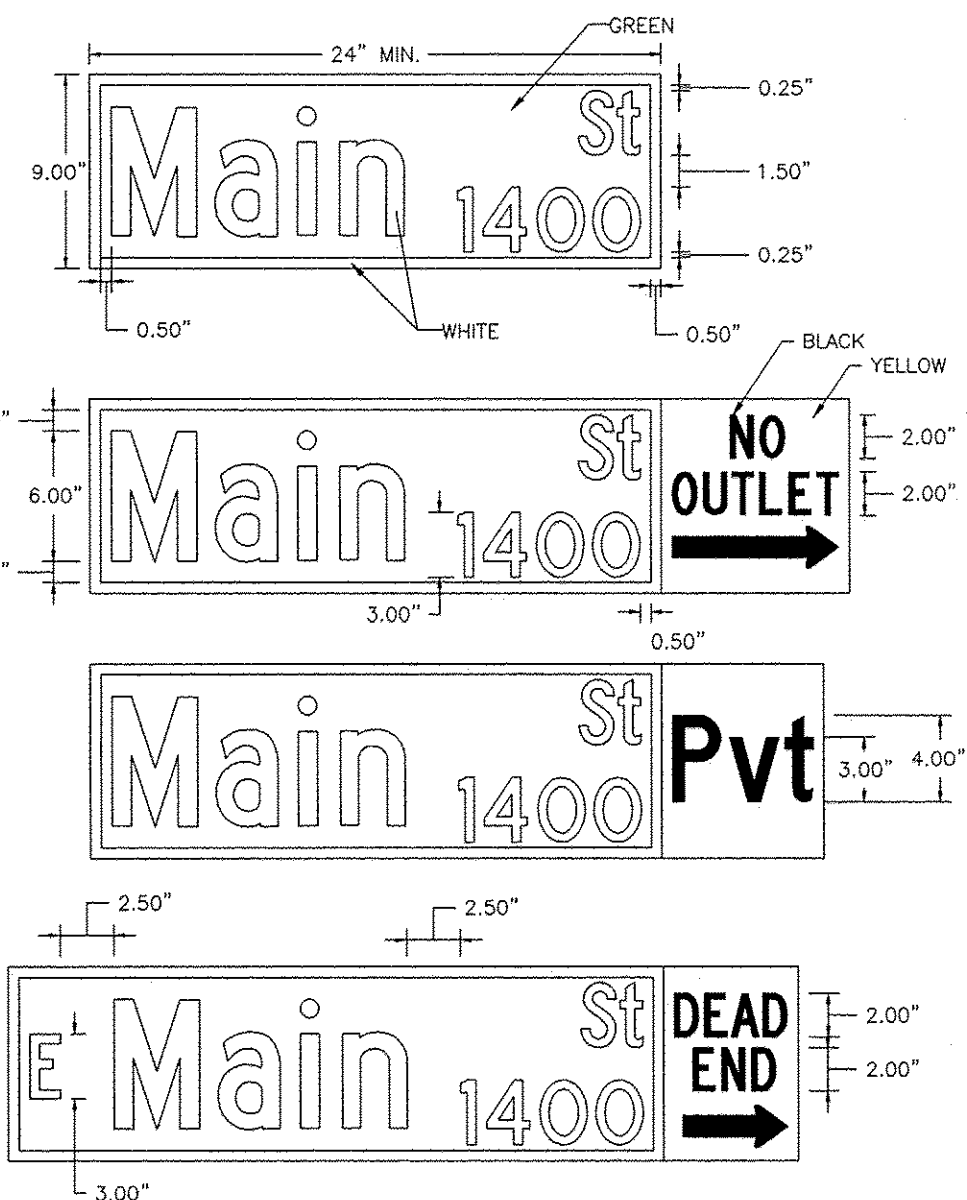 GREEN
24" MIN.
0.25"
St
Main
9.00"
1.50"
1400
0.25"
0.50"
WHITE
0.50"
BLACK
YELLOW
"
St
NO
2.00"
Main
6.00"
OUTLET
2.00"
1400
"
3.00"
0.50"
St
Main
Pvt
3.00"
4.00"
1400
2.50"
2.50"
St
DEAD
2.00"
E
Main
END
2.00"
1400
3.00"